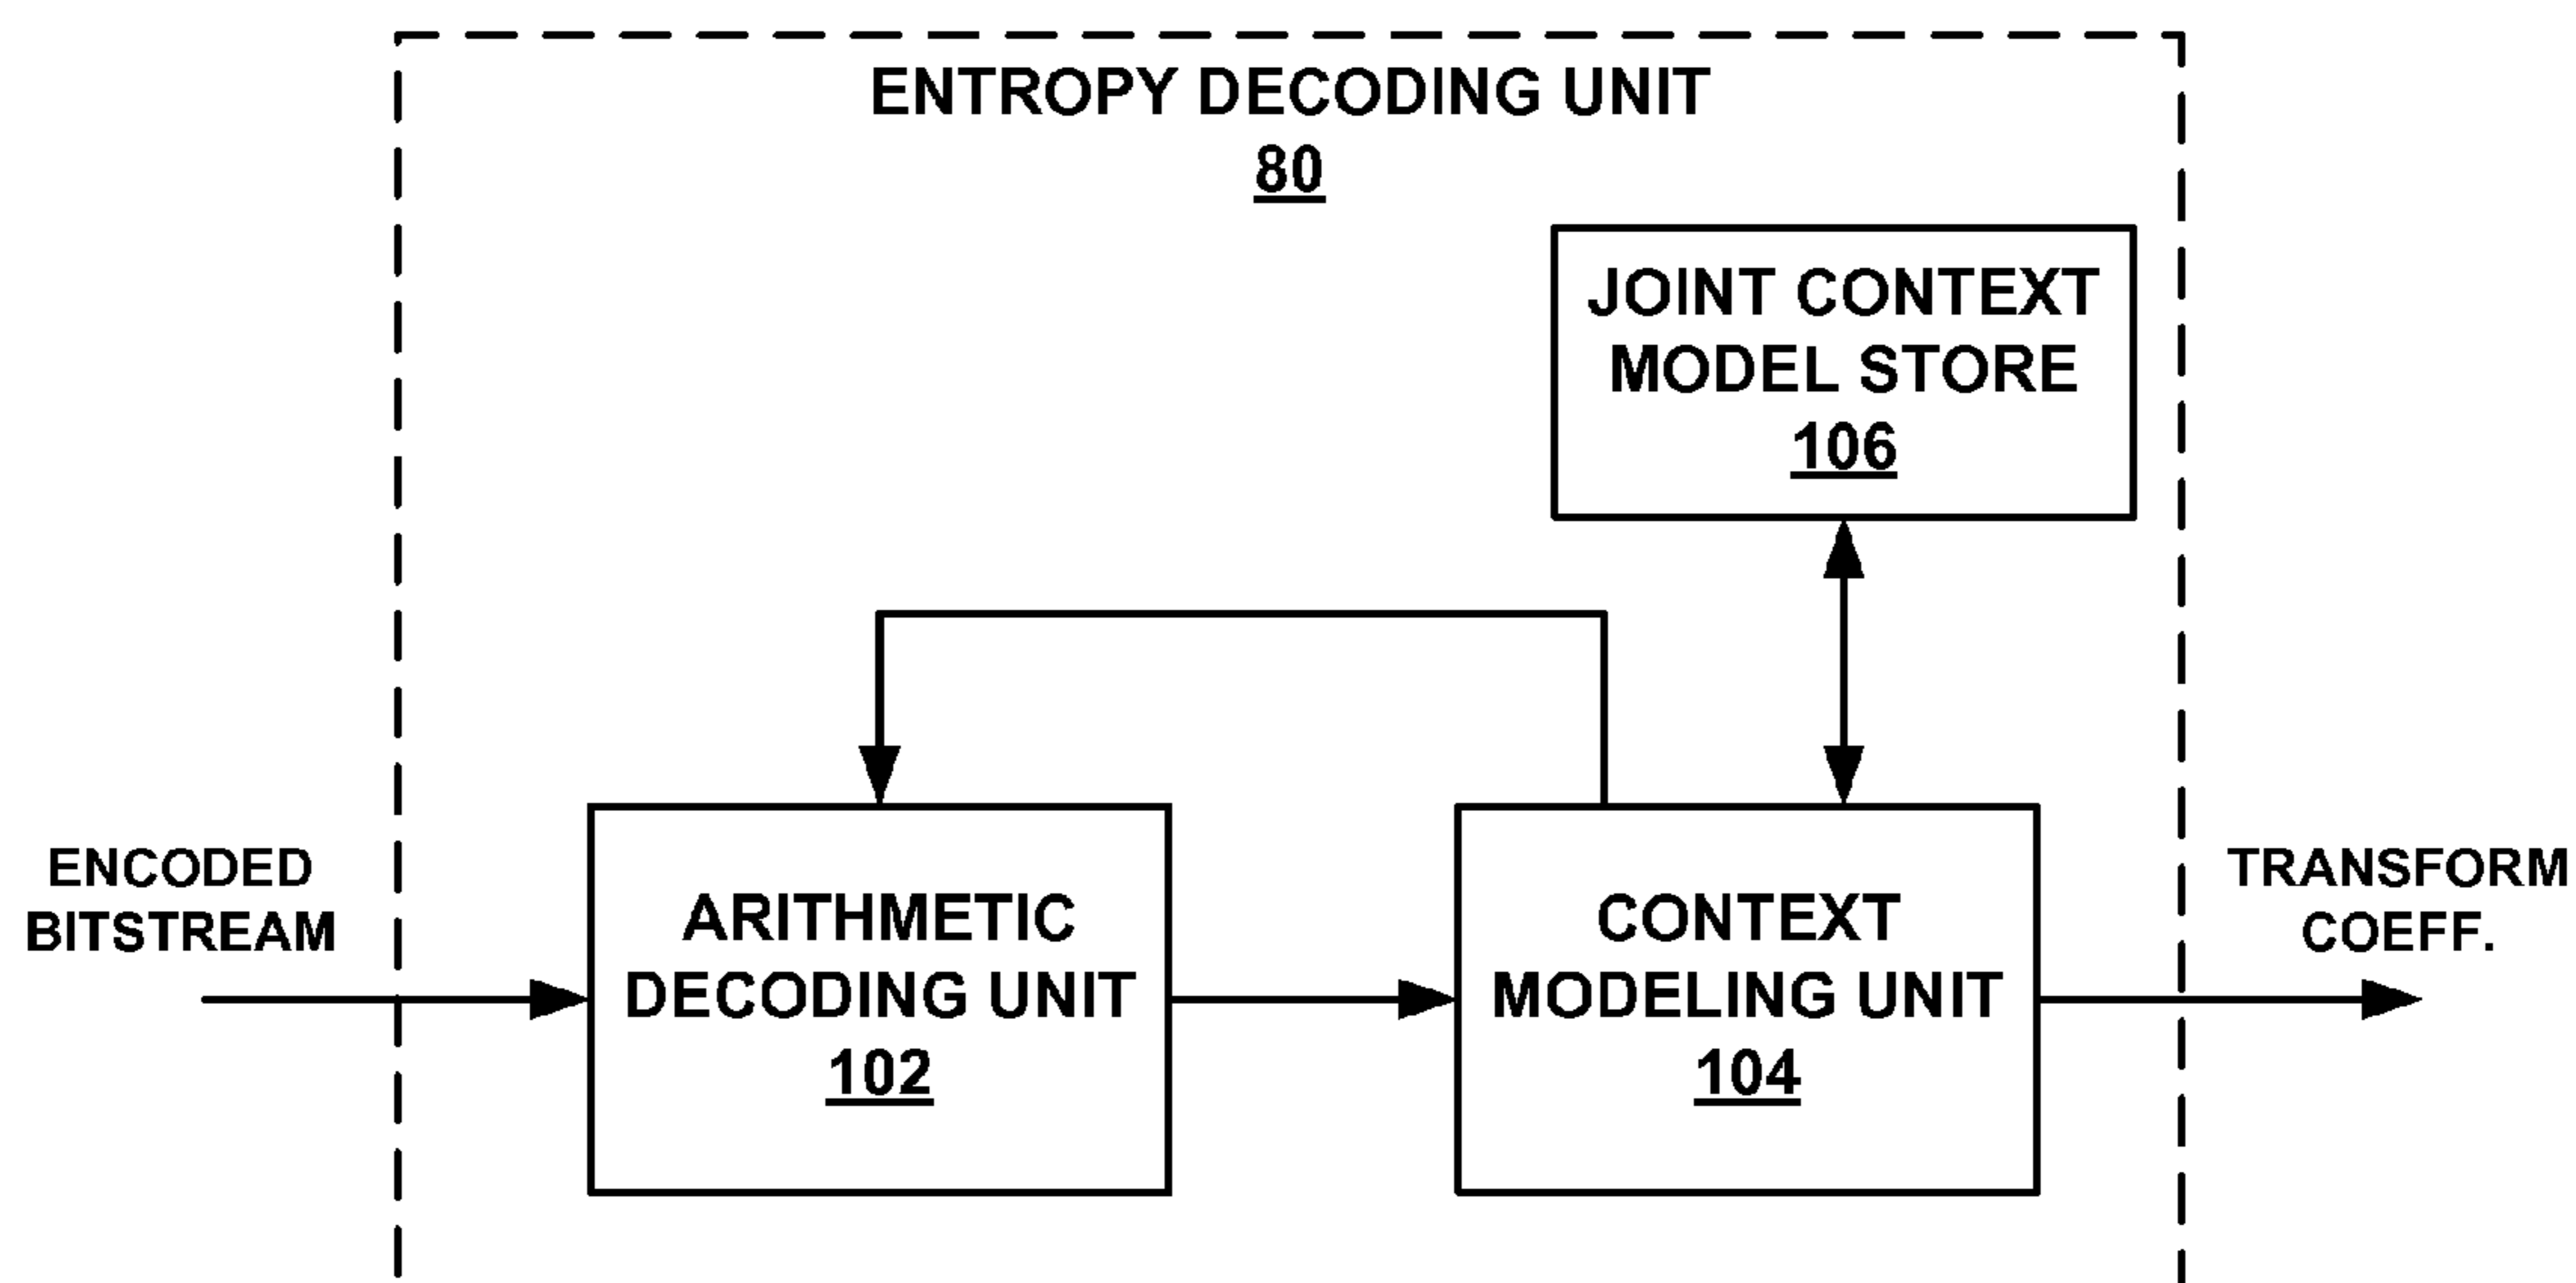 ENTROPY DECODING UNIT
80
JOINT CONTEXT
MODEL STORE
106
ENCODED
BITSTREAM
ARITHMETIC
DECODING UNIT
102
CONTEXT
MODELING UNIT
104
TRANSFORM
COEFF.